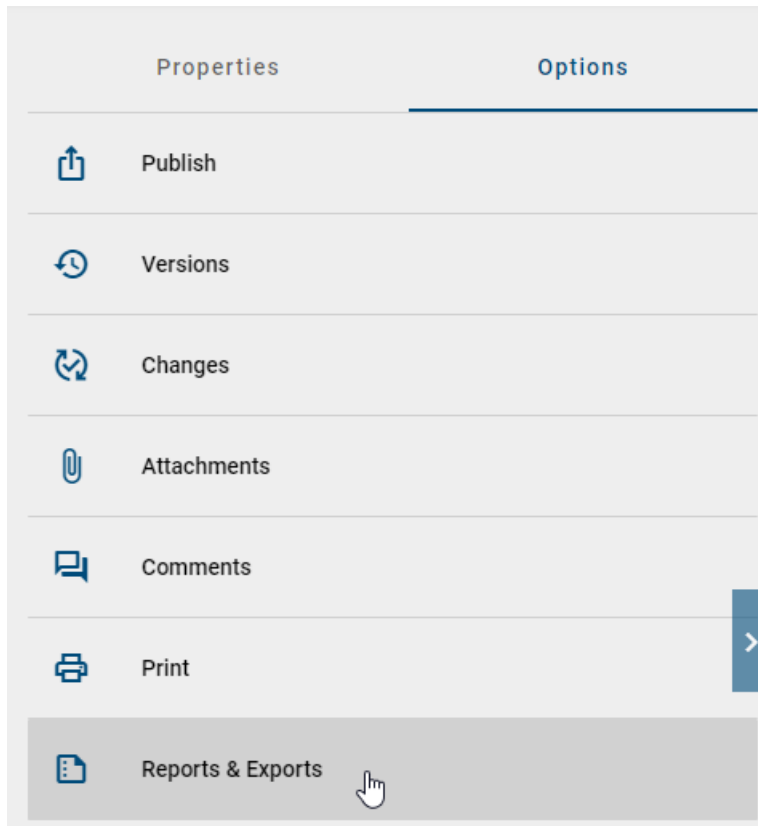 Properties
Options
Publish
Versions
Changes
Attachments
Comments
Print
Reports & Exports